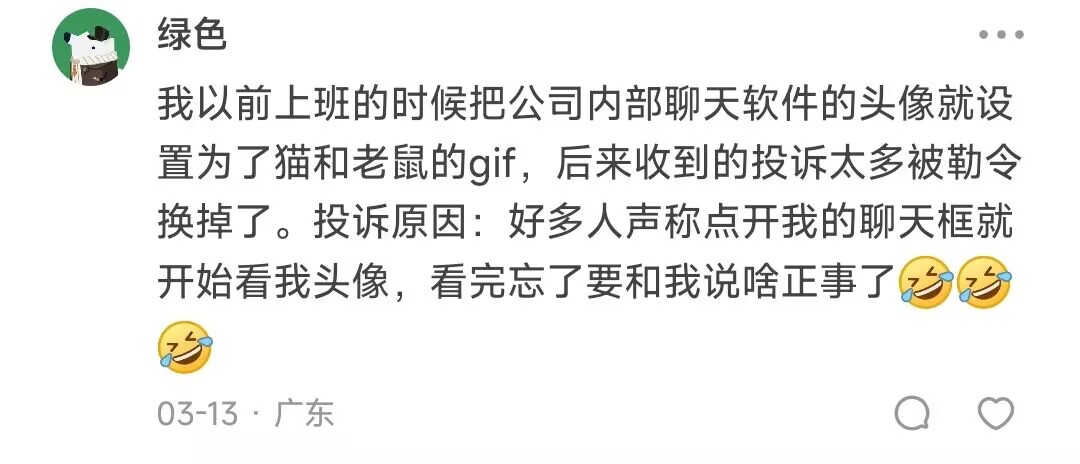 绿色
我以前上班的时候把公司内部聊天软件的头像就设
置为了猫和老鼠的gif，后来收到的投诉太多被勒令
换掉了。投诉原因：好多人声称点开我的聊天框就
开始看我头像，看完忘了要和我说啥正事了🤣🤣
🤣
03-13 · 广东